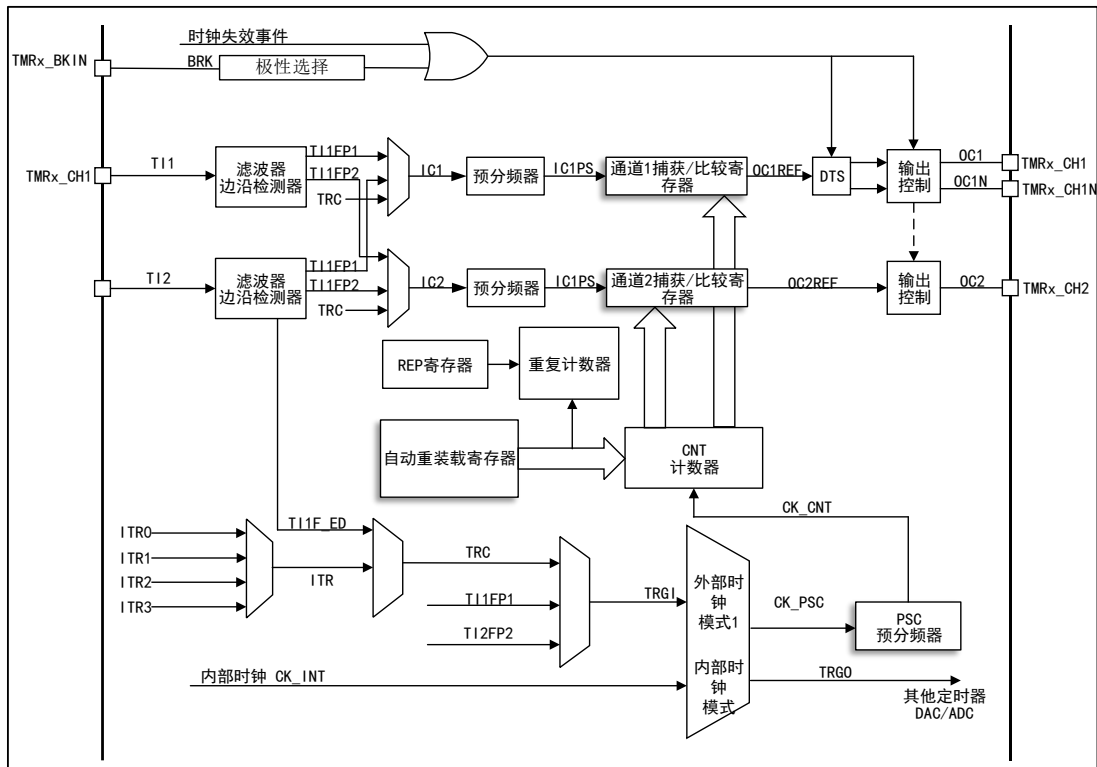 时钟失效事件
TMRx_BKIN
BRK
极性选择
TMRx_CH1
TI1
滤波器
边沿检测器
TI1FP1
TI1FP2
TRC
IC1
预分频器
IC1PS
通道1捕获/比较寄存器
OC1REF
DTS
输出
控制
OC1
OC1N
TMRx_CH1
TMRx_CH1N
TI2
滤波器
边沿检测器
TI1FP1
TI1FP2
TRC
IC2
预分频器
IC1PS
通道2捕获/比较寄存器
OC2REF
输出
控制
OC2
TMRx_CH2
REP寄存器
重复计数器
自动重装载寄存器
CNT
计数器
CK_CNT
ITR0
ITR1
ITR2
ITR3
TI1F_ED
ITR
TRC
TI1FP1
TI2FP2
TRGI
外部时
钟
模式1
CK_PSC
PSC
预分频器
内部时钟 CK_INT
内部时
钟
模式
TRGO
其他定时器
DAC/ADC